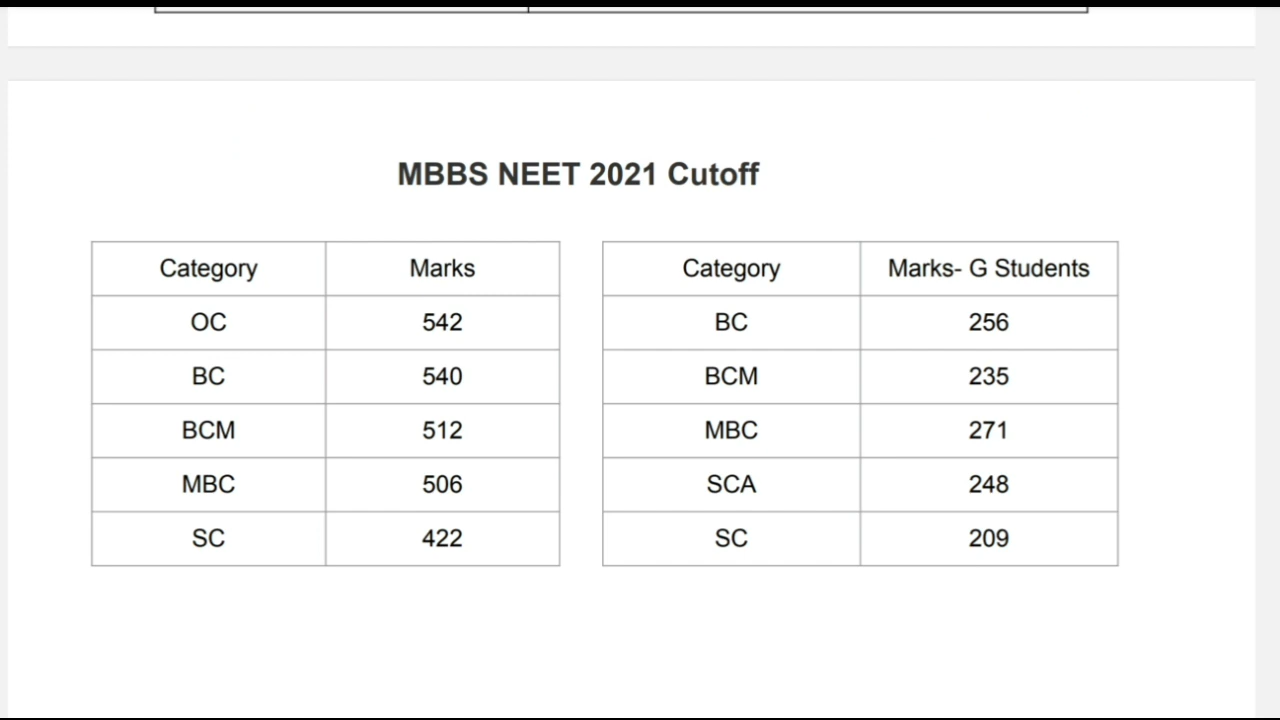 MBBS NEET 2021 Cutoff
Category Marks
OC 542
BC 540
BCM 512
MBC 506
SC 422
Category Marks- G Students
BC 256
BCM 235
MBC 271
SCA 248
SC 209